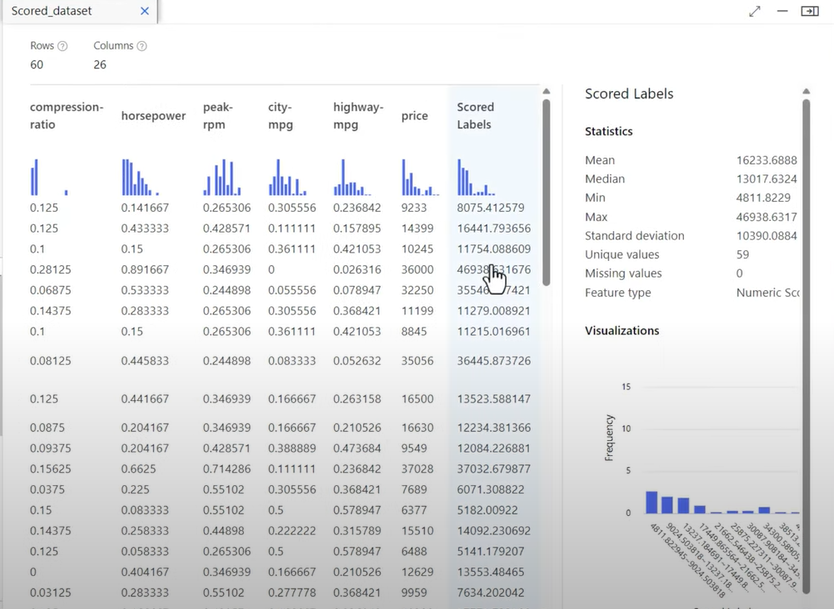 Scored_dataset
Rows Columns
60 26
compression-ratio horsepower peak-rpm city-mpg highway-mpg price Scored Labels
0.125 0.141667 0.265306 0.305556 0.236842 9233 8075.412579
0.125 0.433333 0.428571 0.111111 0.157895 14399 16441.793656
0.1 0.15 0.265306 0.361111 0.421053 10245 11754.088609
0.28125 0.891667 0.346939 0 0.026316 36000
0.06875 0.533333 0.244898 0.055556 0.078947 32250
0.14375 0.283333 0.265306 0.305556 0.368421 11199 11279.008921
0.1 0.15 0.265306 0.361111 0.421053 8845 11215.016961
0.08125 0.445833 0.244898 0.083333 0.052632 35056 36445.873726
0.125 0.441667 0.346939 0.166667 0.263158 16500 13523.588147
0.0875 0.204167 0.346939 0.166667 0.210526 16630 12234.381366
0.09375 0.204167 0.428571 0.388889 0.473684 9549 12084.226881
0.15625 0.6625 0.714286 0.111111 0.236842 37028 37032.679877
0.0375 0.225 0.55102 0.305556 0.368421 7689 6071.308822
0.15 0.083333 0.55102 0.5 0.578947 6377 5182.00922
0.14375 0.258333 0.44898 0.222222 0.315789 15510 14092.230692
0.125 0.058333 0.265306 0.5 0.578947 6488 5141.179207
0 0.404167 0.346939 0.166667 0.210526 12629 13553.48465
0.03125 0.283333 0.55102 0.277778 0.368421 9959 7634.202042
Scored Labels
Statistics
Mean 16233.6888
Median 13017.6324
Min 4811.8229
Max 46938.6317
Standard deviation 10390.0884
Unique values 59
Missing values 0
Feature type Numeric
Visualizations
15
10
5
0
Frequency